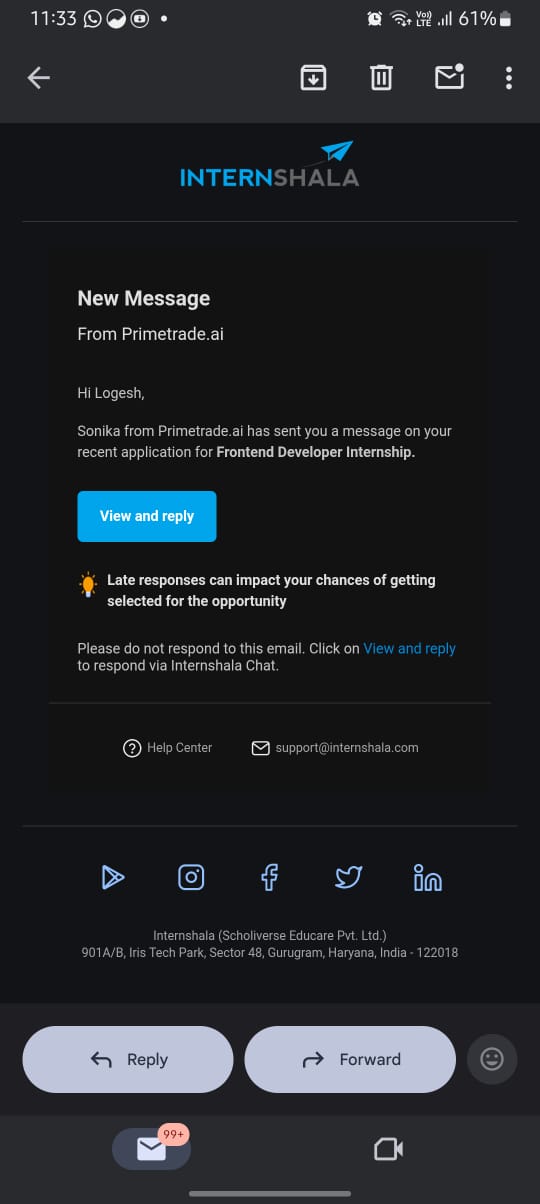 11:33 Vo)) LTE 61%
INTERNSHALA
New Message
From Primetrade.ai
Hi Logesh,
Sonika from Primetrade.ai has sent you a message on your
recent application for Frontend Developer Internship.
View and reply
Late responses can impact your chances of getting
selected for the opportunity
Please do not respond to this email. Click on View and reply
to respond via Internshala Chat.
Help Center support@internshala.com
Internshala (Scholiverse Educare Pvt. Ltd.)
901A/B, Iris Tech Park, Sector 48, Gurugram, Haryana, India - 122018
Reply Forward
99+